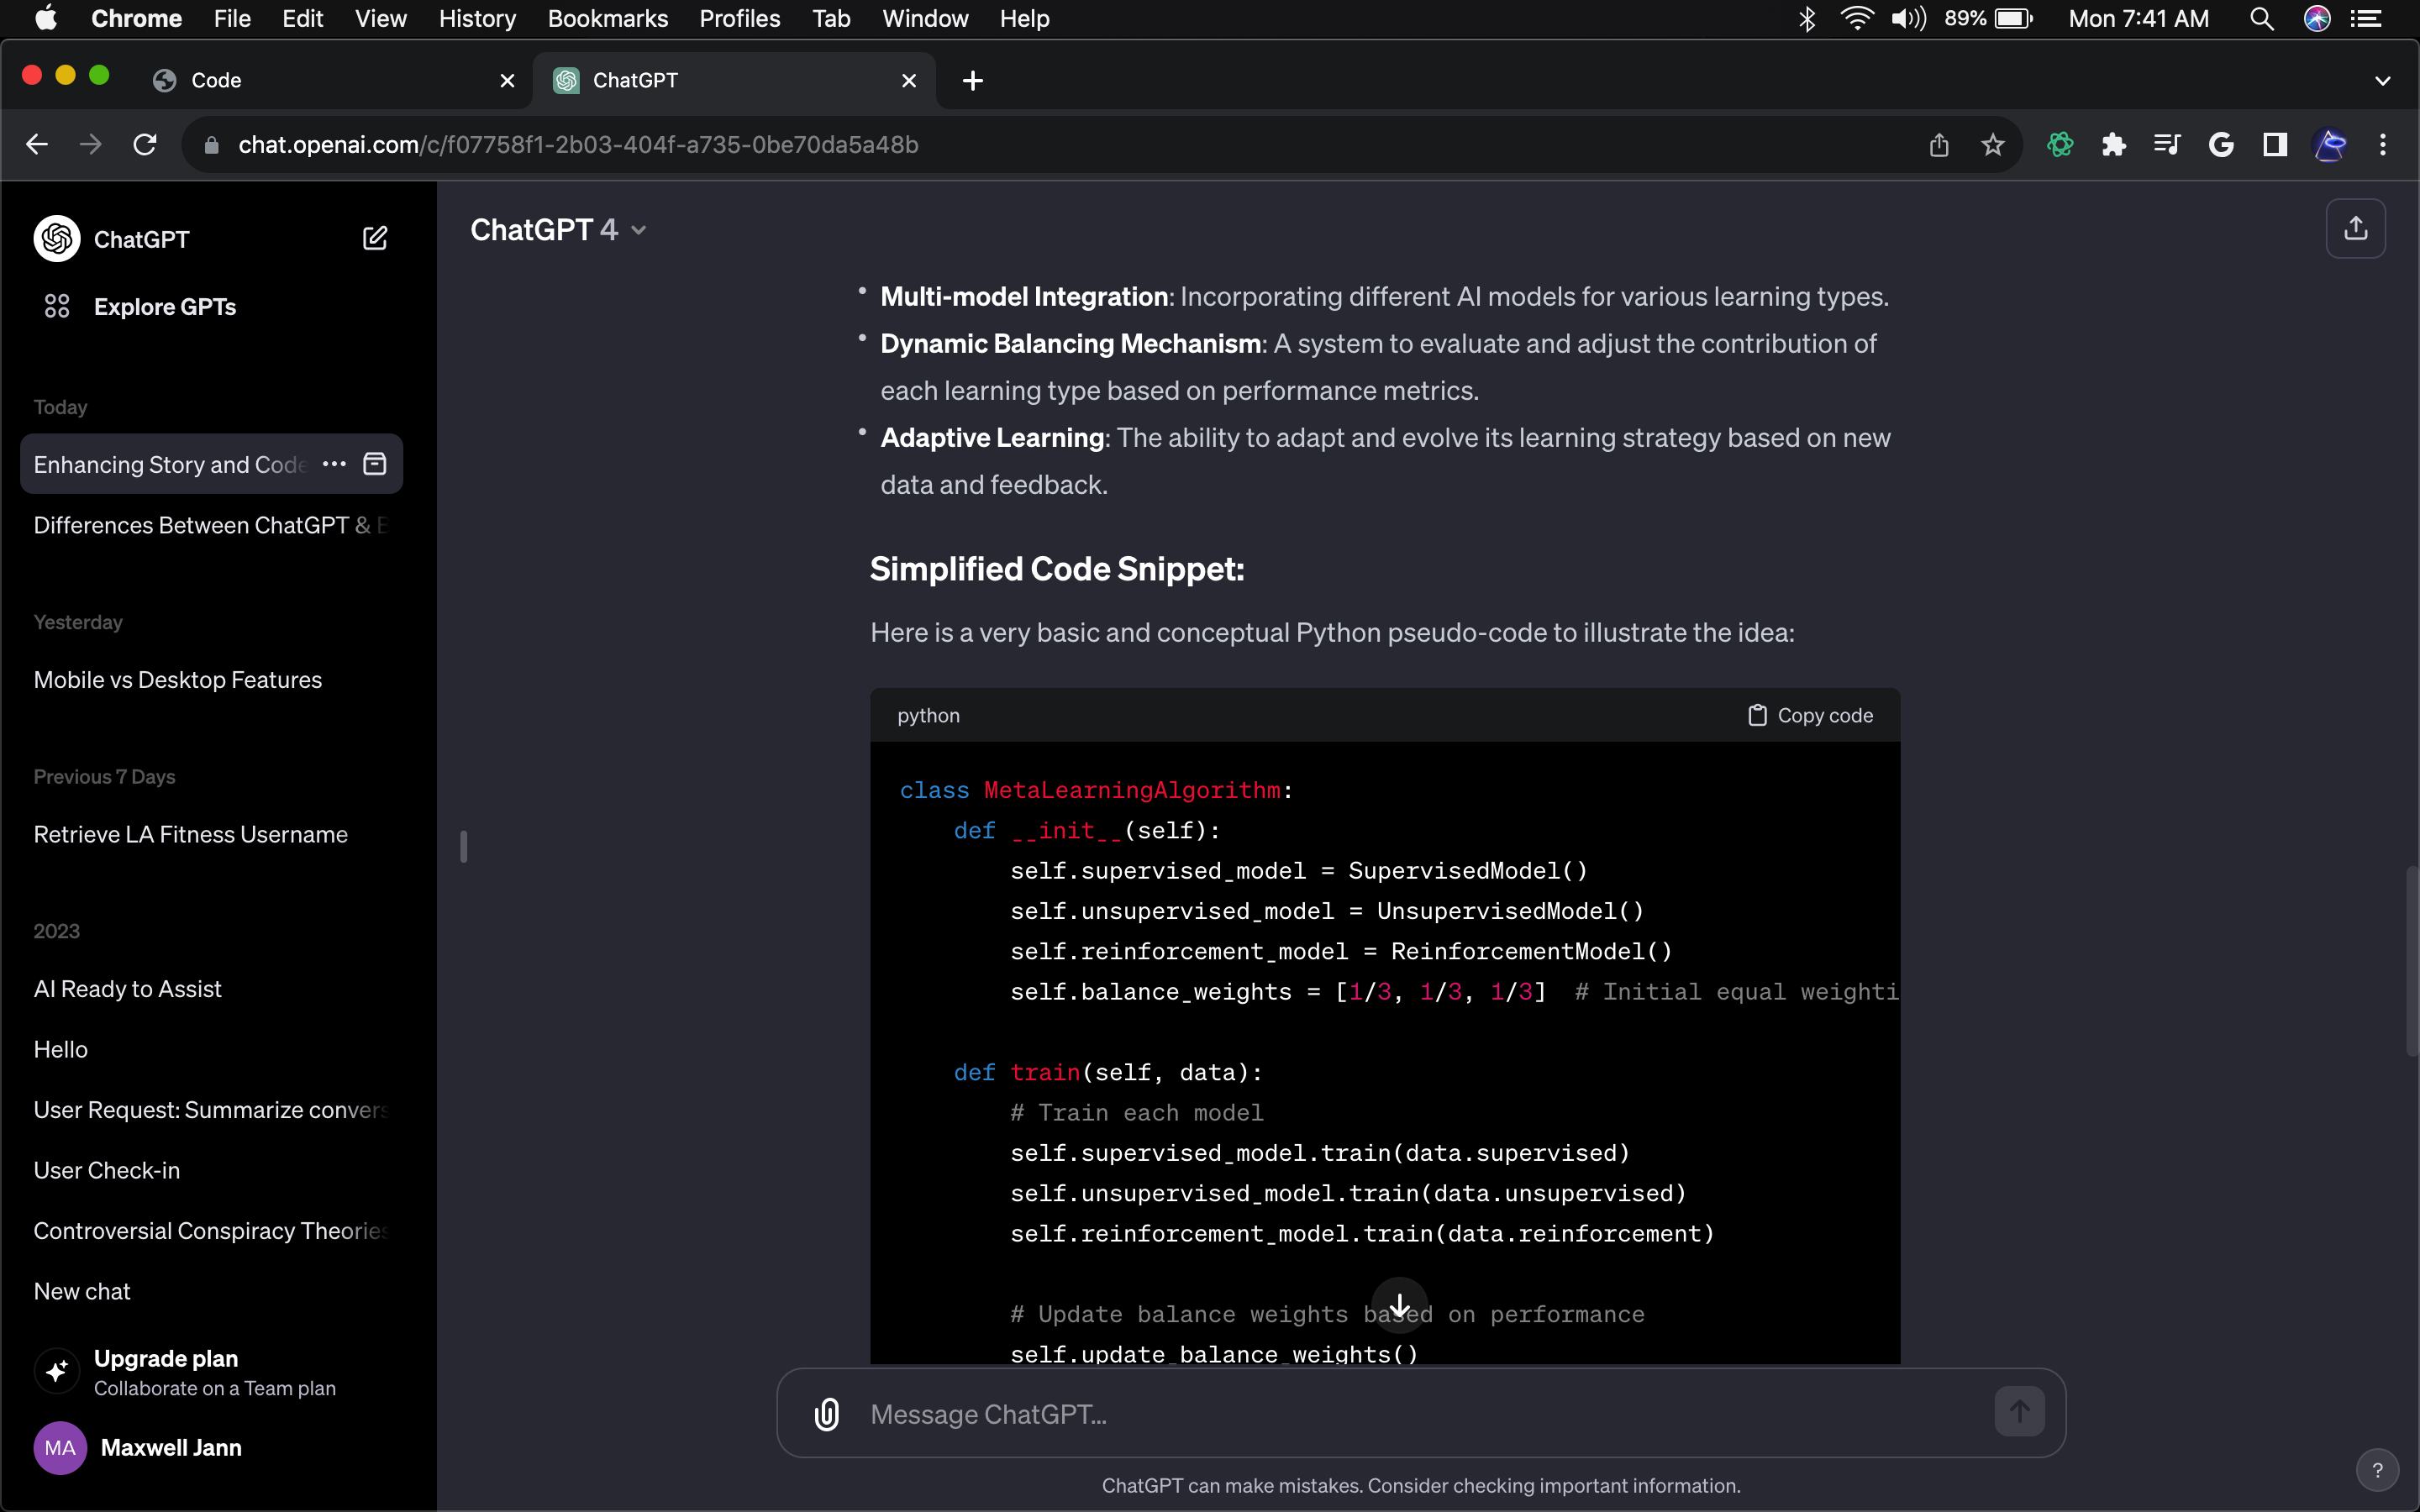 Chrome File Edit View History Bookmarks Profiles Tab Window Help 89% Mon 7:41 AM
Code ChatGPT
chat.openai.com/c/f07758f1-2b03-404f-a735-0be70da5a48b
ChatGPT
Explore GPTs
Today
Enhancing Story and Code
Differences Between ChatGPT &
Yesterday
Mobile vs Desktop Features
Previous 7 Days
Retrieve LA Fitness Username
2023
AI Ready to Assist
Hello
User Request: Summarize convers
User Check-in
Controversial Conspiracy Theories
New chat
Upgrade plan
Collaborate on a Team plan
MA Maxwell Jann
ChatGPT 4
• Multi-model Integration: Incorporating different AI models for various learning types.
• Dynamic Balancing Mechanism: A system to evaluate and adjust the contribution of
each learning type based on performance metrics.
• Adaptive Learning: The ability to adapt and evolve its learning strategy based on new
data and feedback.
Simplified Code Snippet:
Here is a very basic and conceptual Python pseudo-code to illustrate the idea:
python Copy code
class MetaLearningAlgorithm:
    def __init__(self):
        self.supervised_model = SupervisedModel()
        self.unsupervised_model = UnsupervisedModel()
        self.reinforcement_model = ReinforcementModel()
        self.balance_weights = [1/3, 1/3, 1/3]  # Initial equal weighti
    def train(self, data):
        # Train each model
        self.supervised_model.train(data.supervised)
        self.unsupervised_model.train(data.unsupervised)
        self.reinforcement_model.train(data.reinforcement)
        # Update balance weights based on performance
        self.update_balance_weights()
Message ChatGPT...
ChatGPT can make mistakes. Consider checking important information.
?